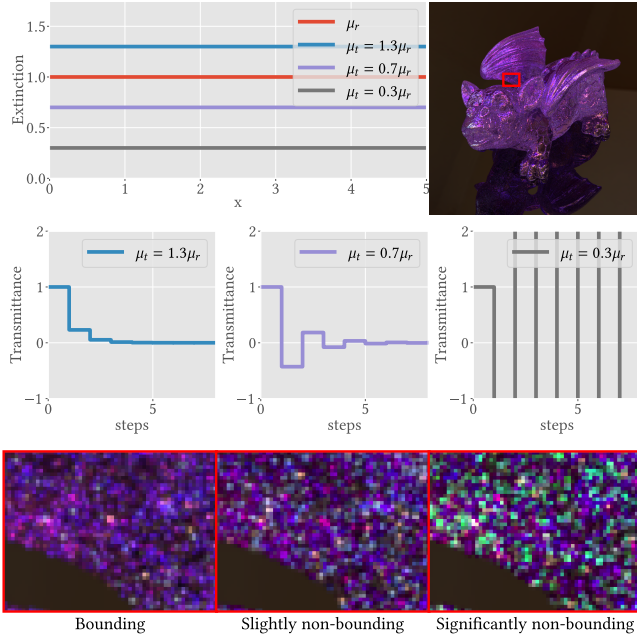 Extinction
1.5
1.0
0.5
0.0
0 1 2 3 4 5
x
μr
μt = 1.3μr
μt = 0.7μr
μt = 0.3μr
Transmittance
2
1
0
−1
0 5
steps
μt = 1.3μr
Transmittance
2
1
0
−1
0 5
steps
μt = 0.7μr
Transmittance
2
1
0
−1
0 5
steps
μt = 0.3μr
Bounding
Slightly non-bounding
Significantly non-bounding